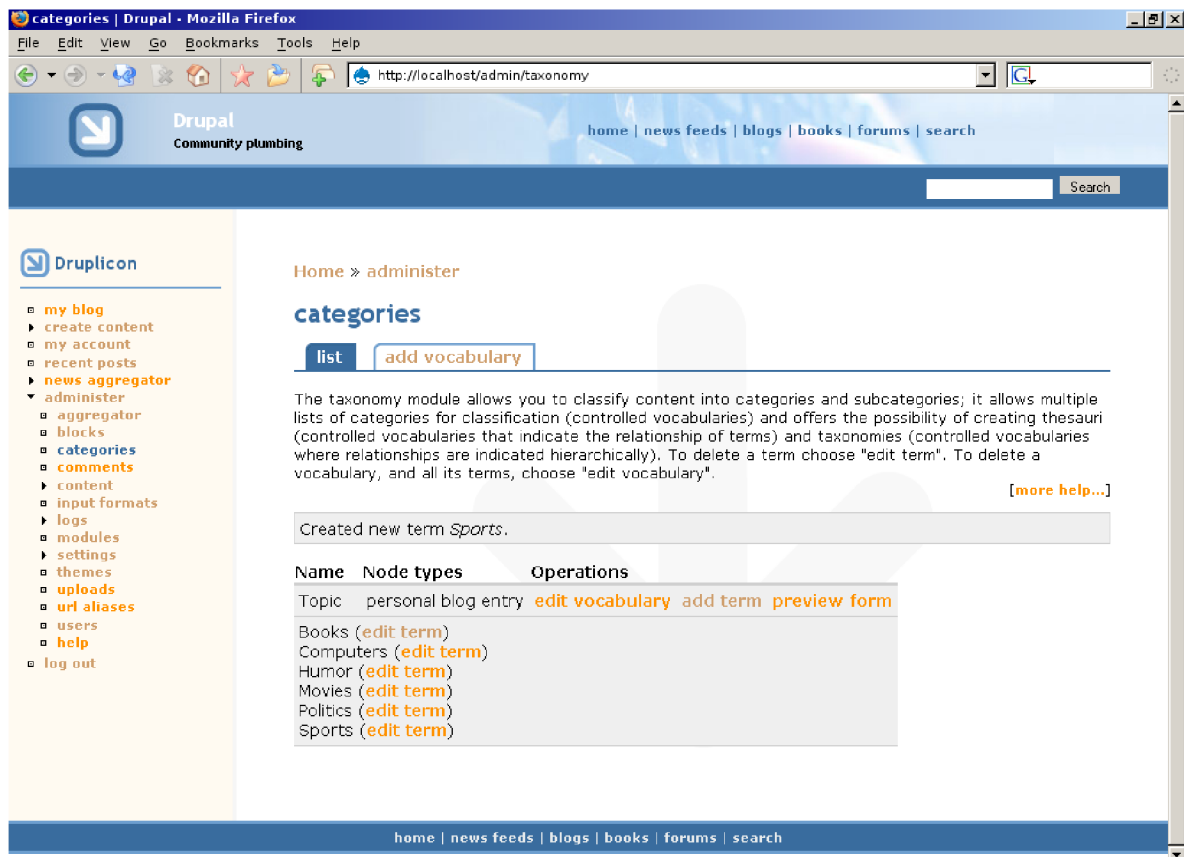 categories | Drupal - Mozilla Firefox
File Edit View Go Bookmarks Tools Help
http://localhost/admin/taxonomy
G
Drupal
Community plumbing
home | news feeds | blogs | books | forums | search
Search
Druplicon
my blog
create content
my account
recent posts
news aggregator
administer
aggregator
blocks
categories
comments
content
input formats
logs
modules
settings
themes
uploads
url aliases
users
help
log out
Home » administer
categories
list add vocabulary
The taxonomy module allows you to classify content into categories and subcategories; it allows multiple
lists of categories for classification (controlled vocabularies) and offers the possibility of creating thesauri
(controlled vocabularies that indicate the relationship of terms) and taxonomies (controlled vocabularies
where relationships are indicated hierarchically). To delete a term choose "edit term". To delete a
vocabulary, and all its terms, choose "edit vocabulary".
[more help...]
Created new term Sports.
Name Node types Operations
Topic personal blog entry edit vocabulary add term preview form
Books (edit term)
Computers (edit term)
Humor (edit term)
Movies (edit term)
Politics (edit term)
Sports (edit term)
home | news feeds | blogs | books | forums | search